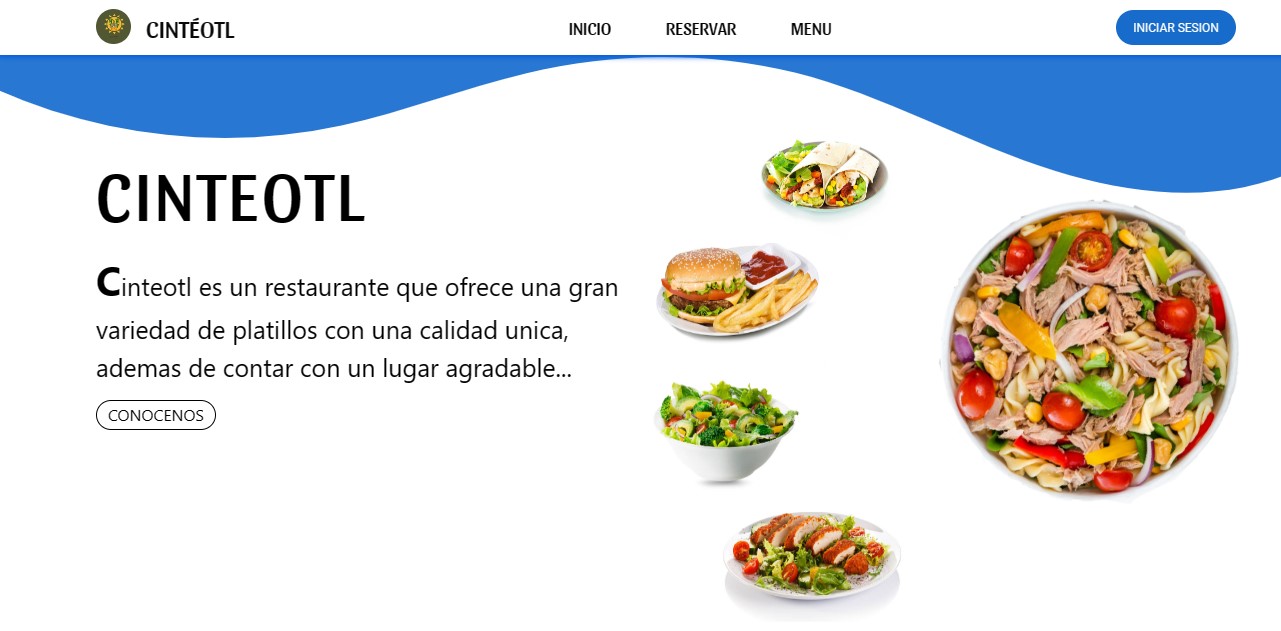 CINTÉOTL
INICIO
RESERVAR
MENU
INICIAR SESION
CINTEOTL
Cinteotl es un restaurante que ofrece una gran
variedad de platillos con una calidad unica,
ademas de contar con un lugar agradable...
CONOCENOS